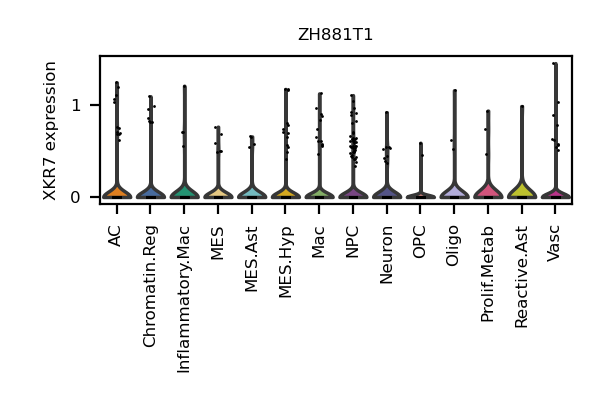 ZH881T1
XKR7 expression
1
0
AC
Chromatin.Reg
Inflammatory.Mac
MES
MES.Ast
MES.Hyp
Mac
NPC
Neuron
OPC
Oligo
Prolif.Metab
Reactive.Ast
Vasc